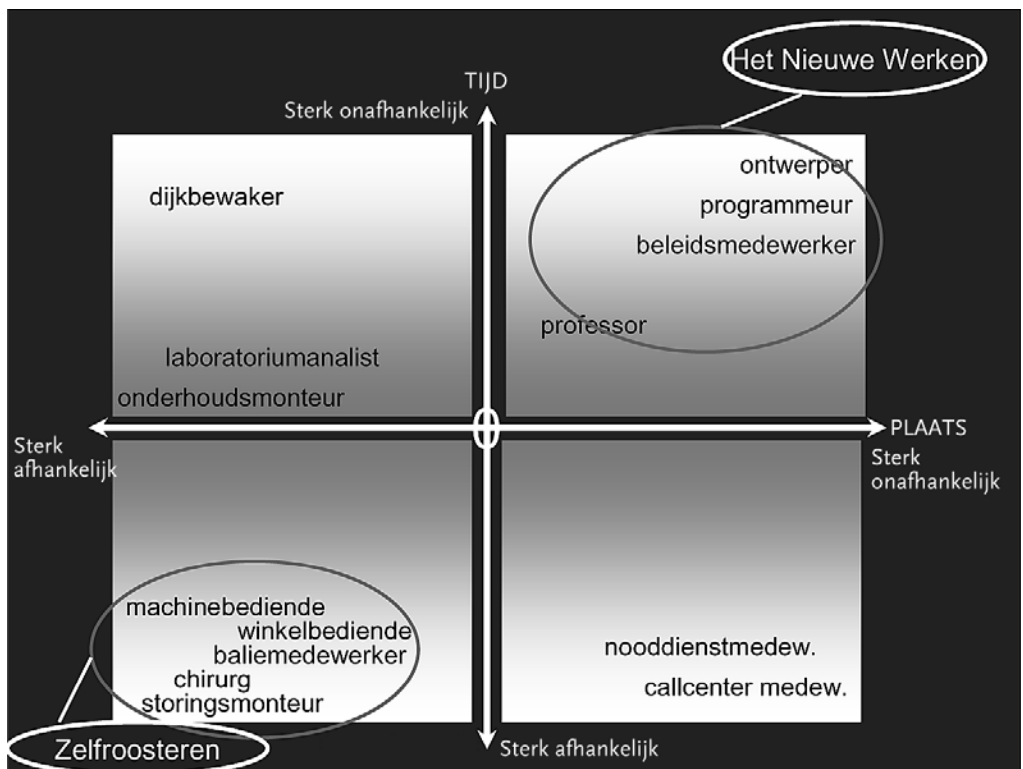 Het Nieuwe Werken
TIJD
Sterk onafhankelijk
dijkbewaker
laboratoriumanalist
onderhoudsmonteur
ontwerper
programmeur
beleidsmedewerker
professor
Sterk
afhankelijk
0
PLAATS
Sterk
onafhankelijk
machinebediende
winkelbediende
baliemedewerker
chirurg
storingsmonteur
nooddienstmedew.
callcenter medew.
Zelfroosteren
Sterk afhankelijk